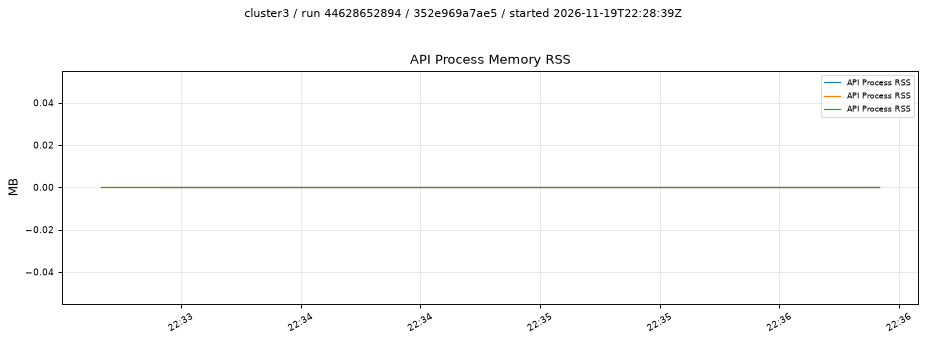 cluster3 / run 44628652894 / 352e969a7ae5 / started 2026-11-19T22:28:39Z
API Process Memory RSS
API Process RSS
API Process RSS
API Process RSS
0.04
0.02
0.00
−0.02
−0.04
MB
22:33
22:34
22:34
22:35
22:35
22:36
22:36